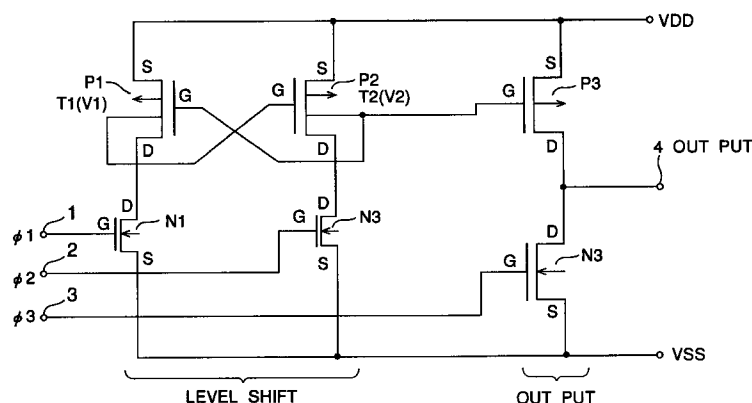 VDD
S S S
P1 P2 P3
T1(V1) G G T2(V2) G
D D D
4 OUT PUT
D D D
1 G N1 G N3
φ1
2 S S G N3
φ2
3 S
φ3
VSS
LEVEL SHIFT OUT PUT